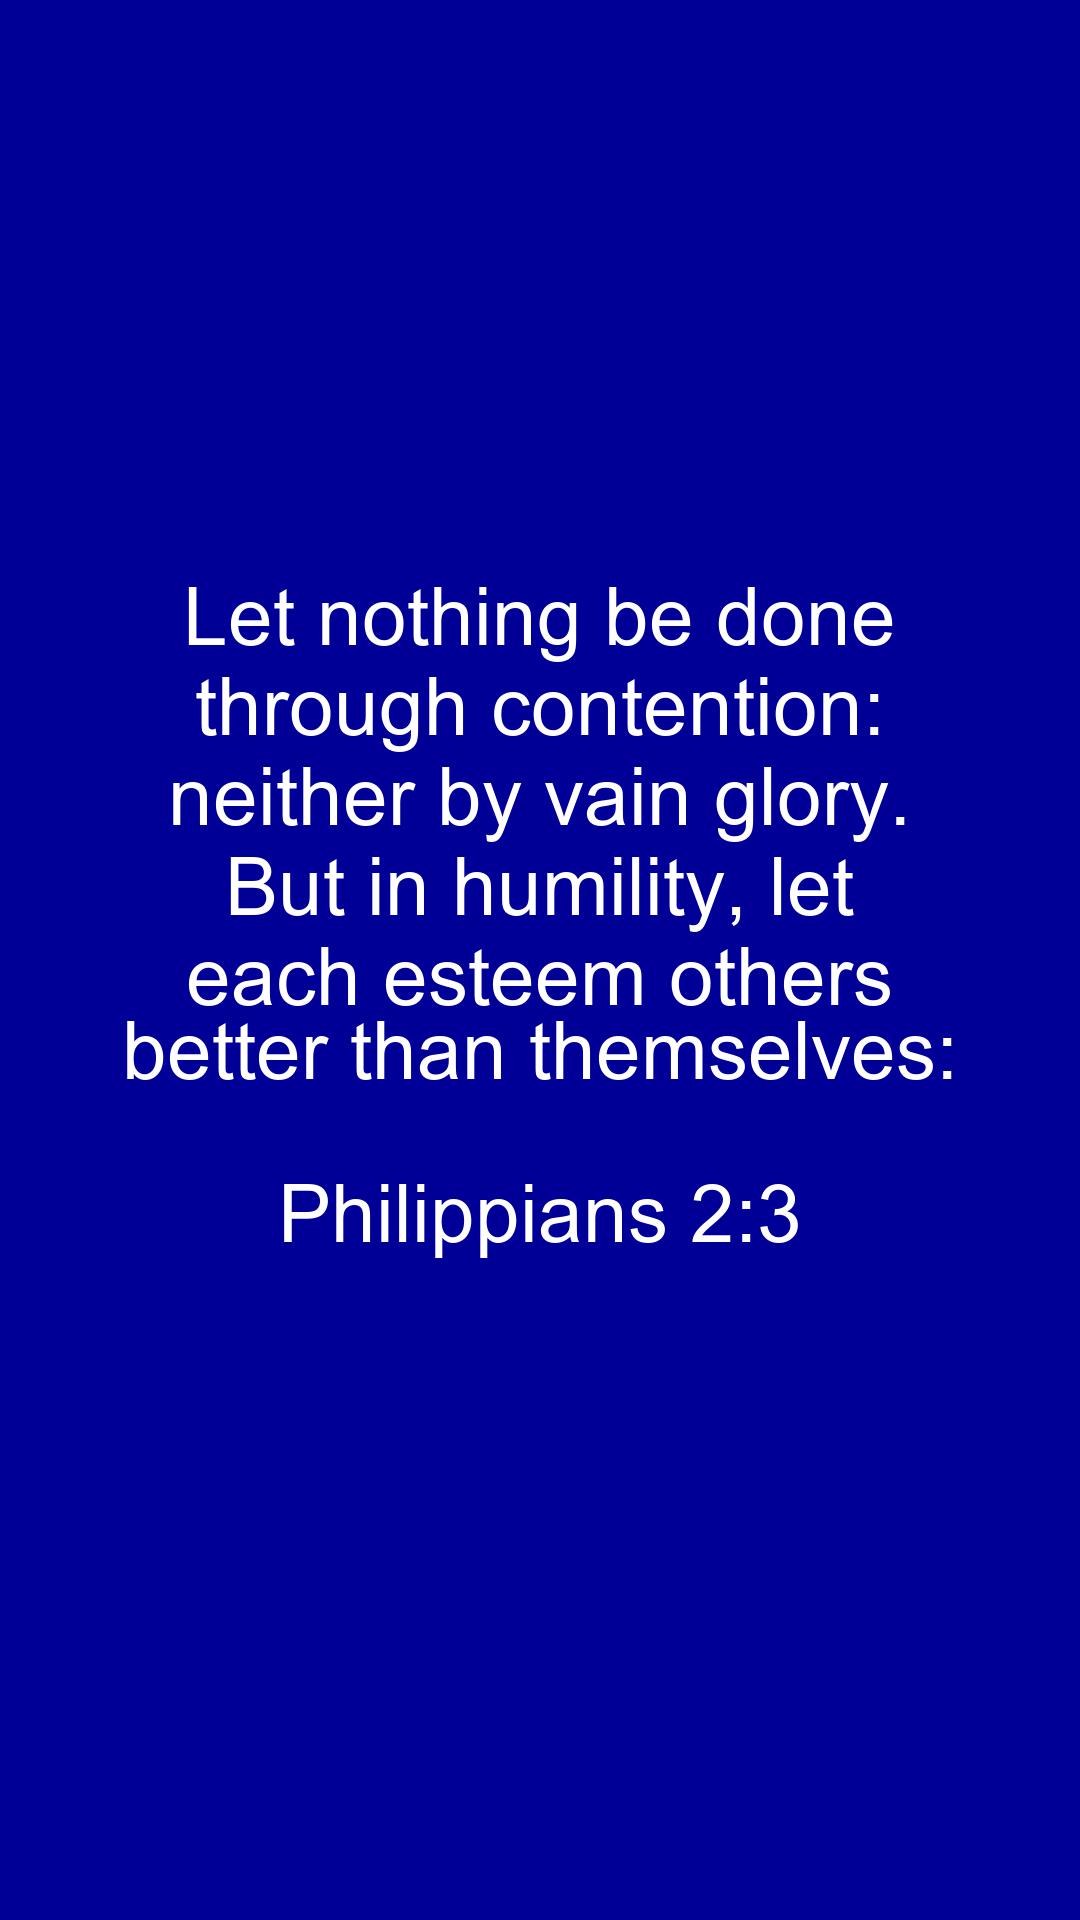 Let nothing be done
through contention:
neither by vain glory.
But in humility, let
each esteem others
better than themselves:
Philippians 2:3